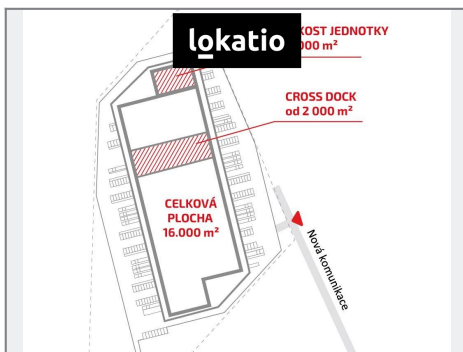 lokatio
KOST JEDNOTKY
000 m²
CROSS DOCK
od 2 000 m²
CELKOVÁ
PLOCHA
16.000 m²
Nová komunikace